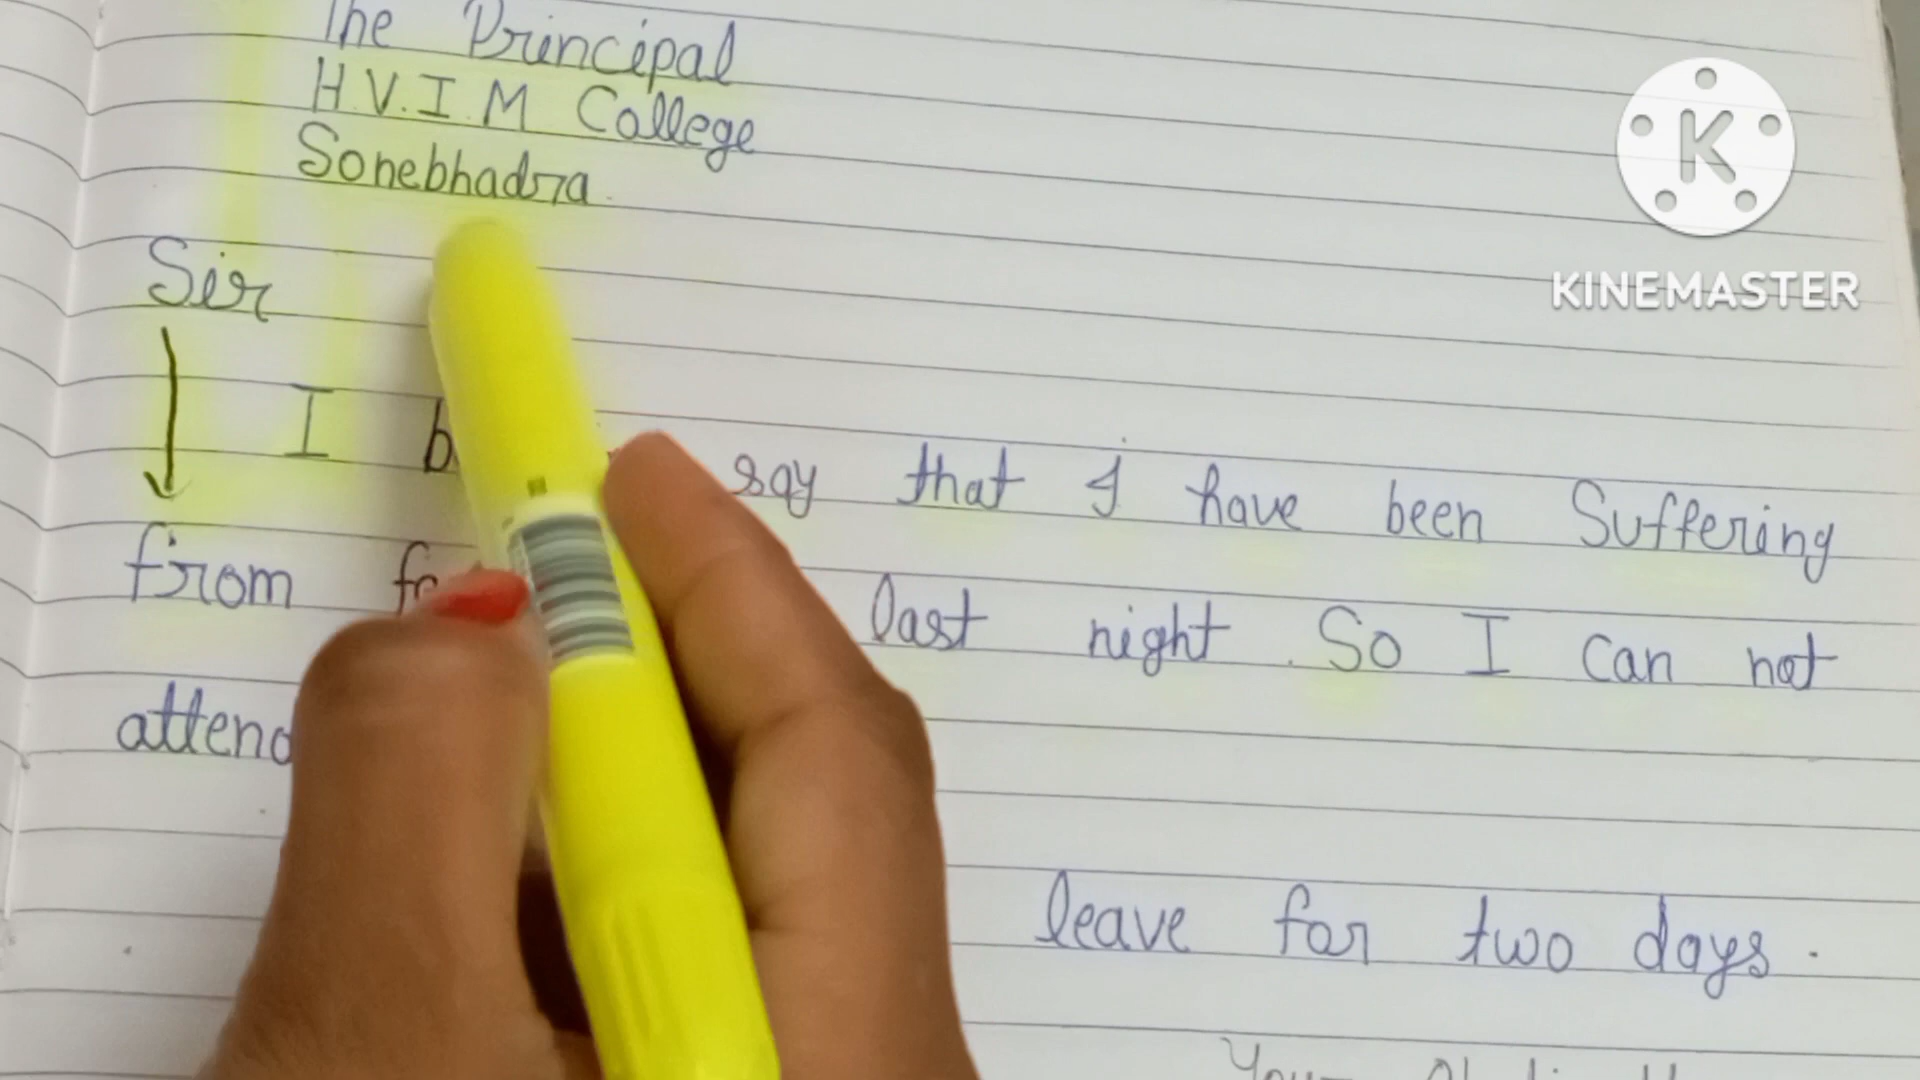 The Principal
H.V.I.M College
Sonebhadra.
Sir
I say that I have been Suffering
from last night. So I can not
attend
leave for two days.
KINEMASTER